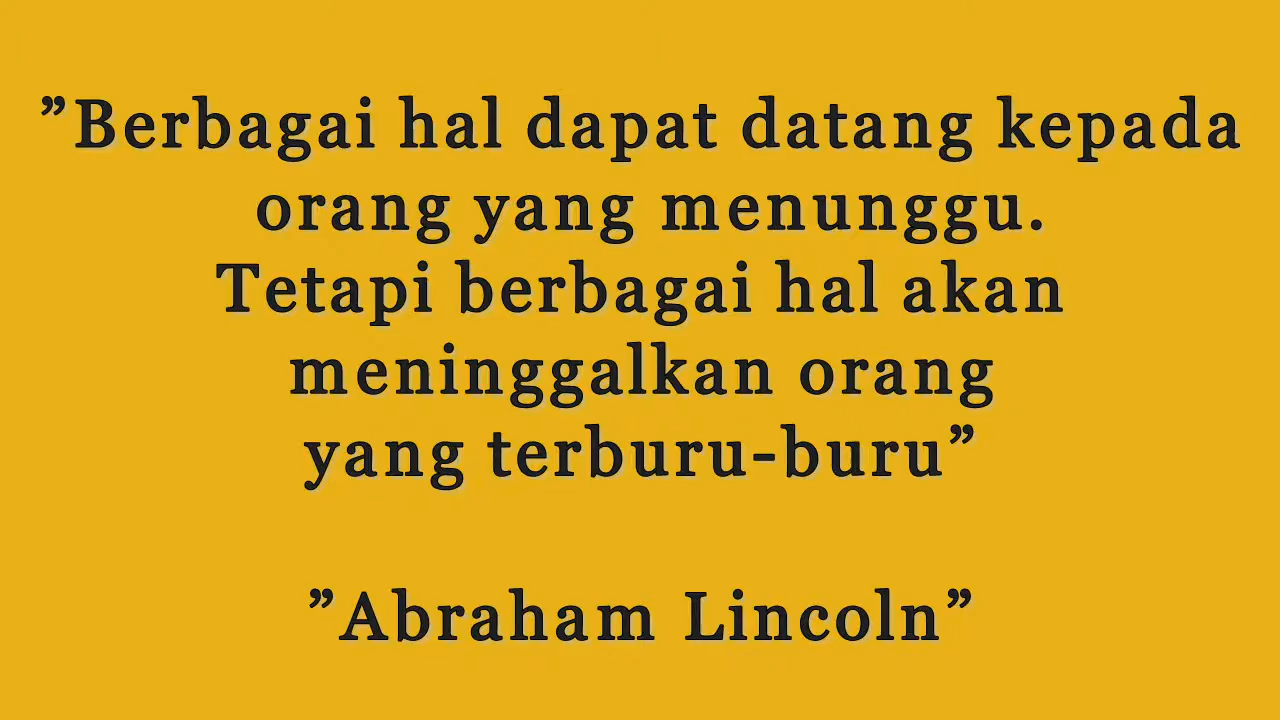 ”Berbagai hal dapat datang kepada
orang yang menunggu.
Tetapi berbagai hal akan
meninggalkan orang
yang terburu-buru”
”Abraham Lincoln”